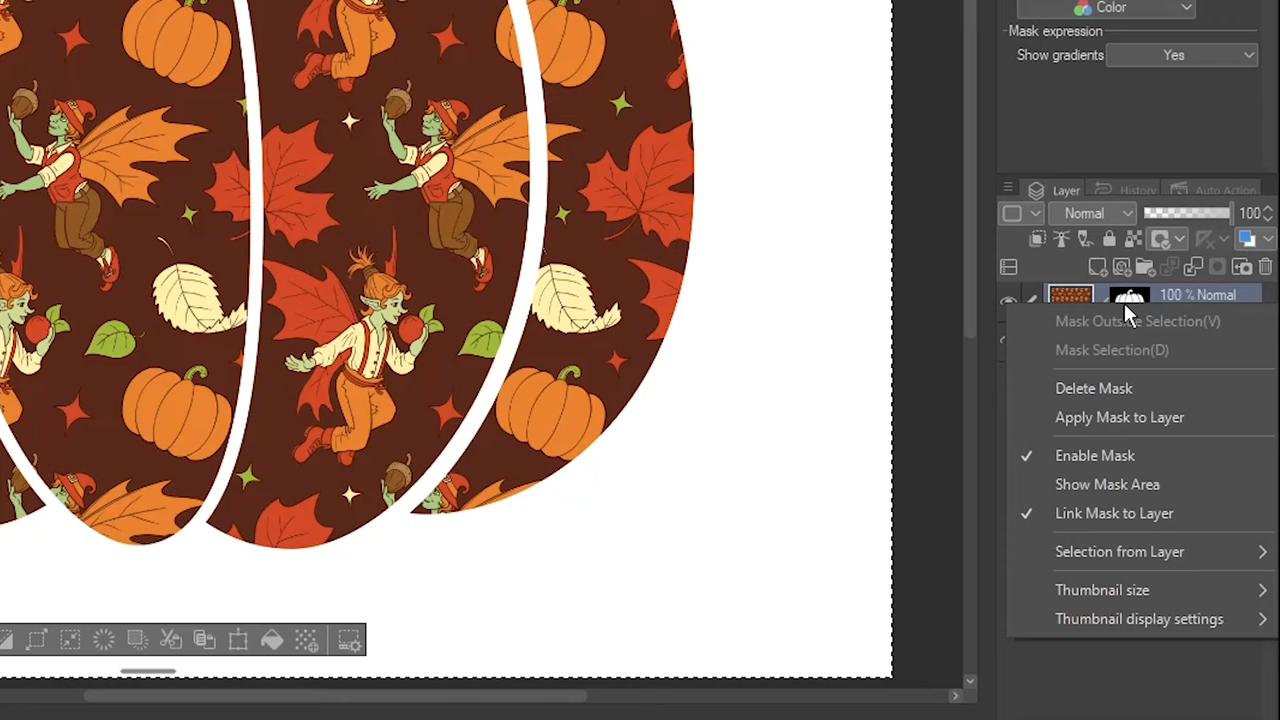 Color
Mask expression
Show gradients Yes
Layer History Auto Action
Normal 100
100 % Normal
Mask Outs e Selection(V)
Mask Selection(D)
Delete Mask
Apply Mask to Layer
Enable Mask
Show Mask Area
Link Mask to Layer
Selection from Layer
Thumbnail size
Thumbnail display settings